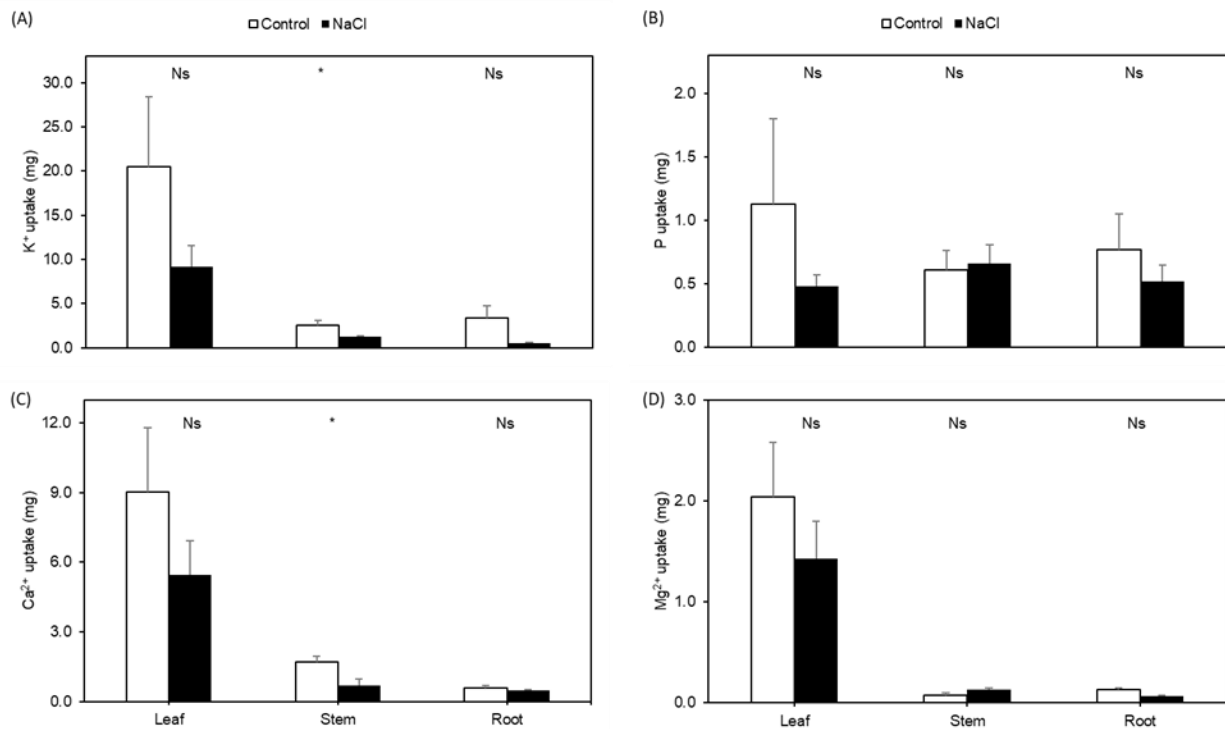 (A)
□ Control ■ NaCl
K⁺ uptake (mg)
30.0
25.0
20.0
15.0
10.0
5.0
0.0
Ns * Ns
(B)
□ Control ■ NaCl
P uptake (mg)
2.0
1.5
1.0
0.5
0.0
Ns Ns Ns
(C)
Ca²⁺ uptake (mg)
12.0
9.0
6.0
3.0
0.0
Ns * Ns
Leaf Stem Root
(D)
Mg²⁺ uptake (mg)
3.0
2.0
1.0
0.0
Ns Ns Ns
Leaf Stem Root